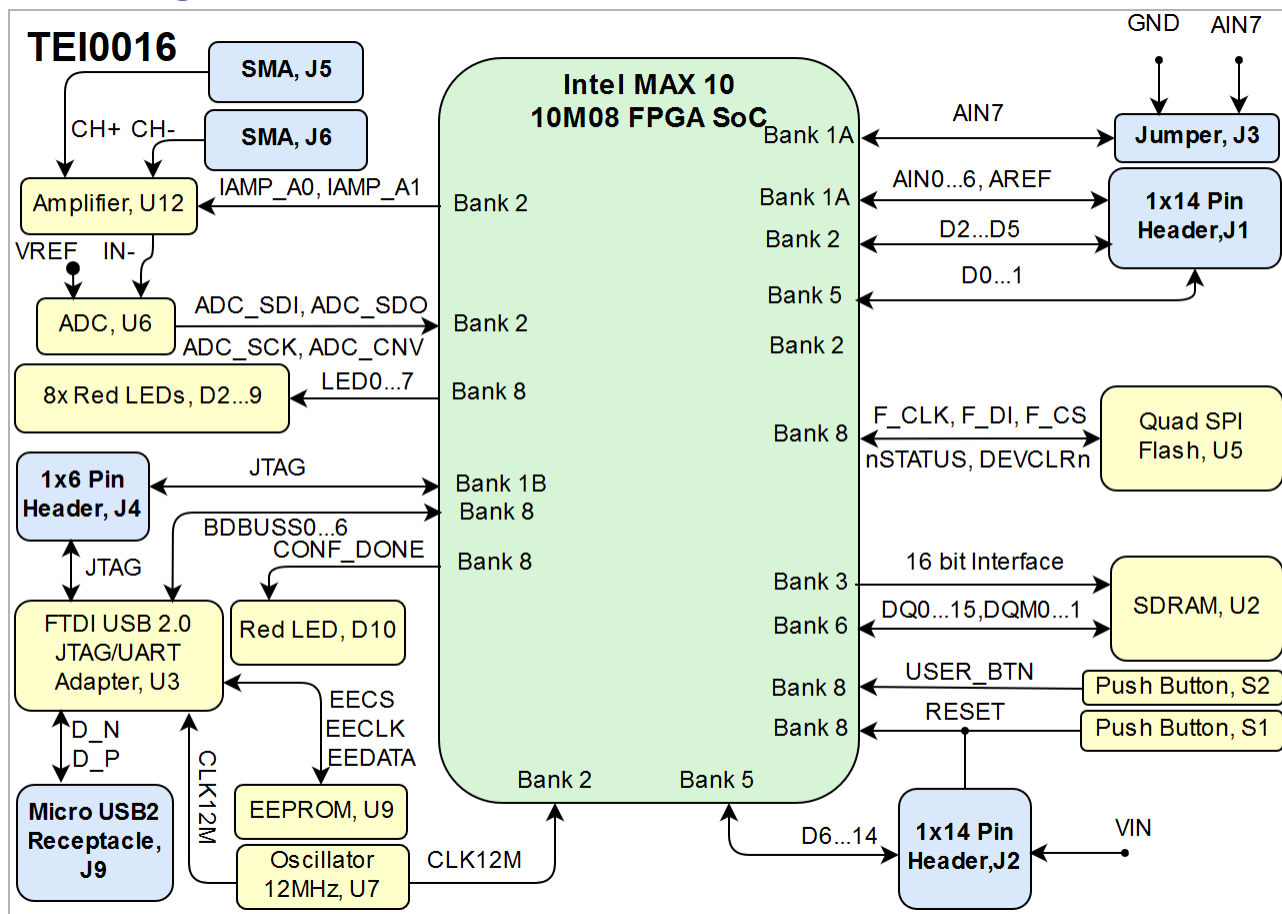 TEI0016
SMA, J5
SMA, J6
CH+ CH-
Amplifier, U12
IAMP_A0, IAMP_A1
VREF IN-
ADC, U6
ADC_SDI, ADC_SDO
ADC_SCK, ADC_CNV
8x Red LEDs, D2...9
LED0...7
1x6 Pin
Header, J4
JTAG
BDBUSS0...6
CONF_DONE
JTAG
FTDI USB 2.0
JTAG/UART
Adapter, U3
Red LED, D10
D_N
D_P
CLK12M
EECS
EECLK
EEDATA
Micro USB2
Receptacle,
J9
EEPROM, U9
Oscillator
12MHz, U7
CLK12M
Intel MAX 10
10M08 FPGA SoC
Bank 2
Bank 2
Bank 8
Bank 1B
Bank 8
Bank 8
Bank 2
Bank 5
Bank 1A
Bank 1A
Bank 2
Bank 5
Bank 2
Bank 8
Bank 3
Bank 6
Bank 8
Bank 8
GND
AIN7
AIN7
Jumper, J3
AIN0...6, AREF
D2...D5
D0...1
1x14 Pin
Header,J1
F_CLK, F_DI, F_CS
nSTATUS, DEVCLRn
Quad SPI
Flash, U5
16 bit Interface
DQ0...15,DQM0...1
SDRAM, U2
USER_BTN
Push Button, S2
RESET
Push Button, S1
D6...14
1x14 Pin
Header,J2
VIN